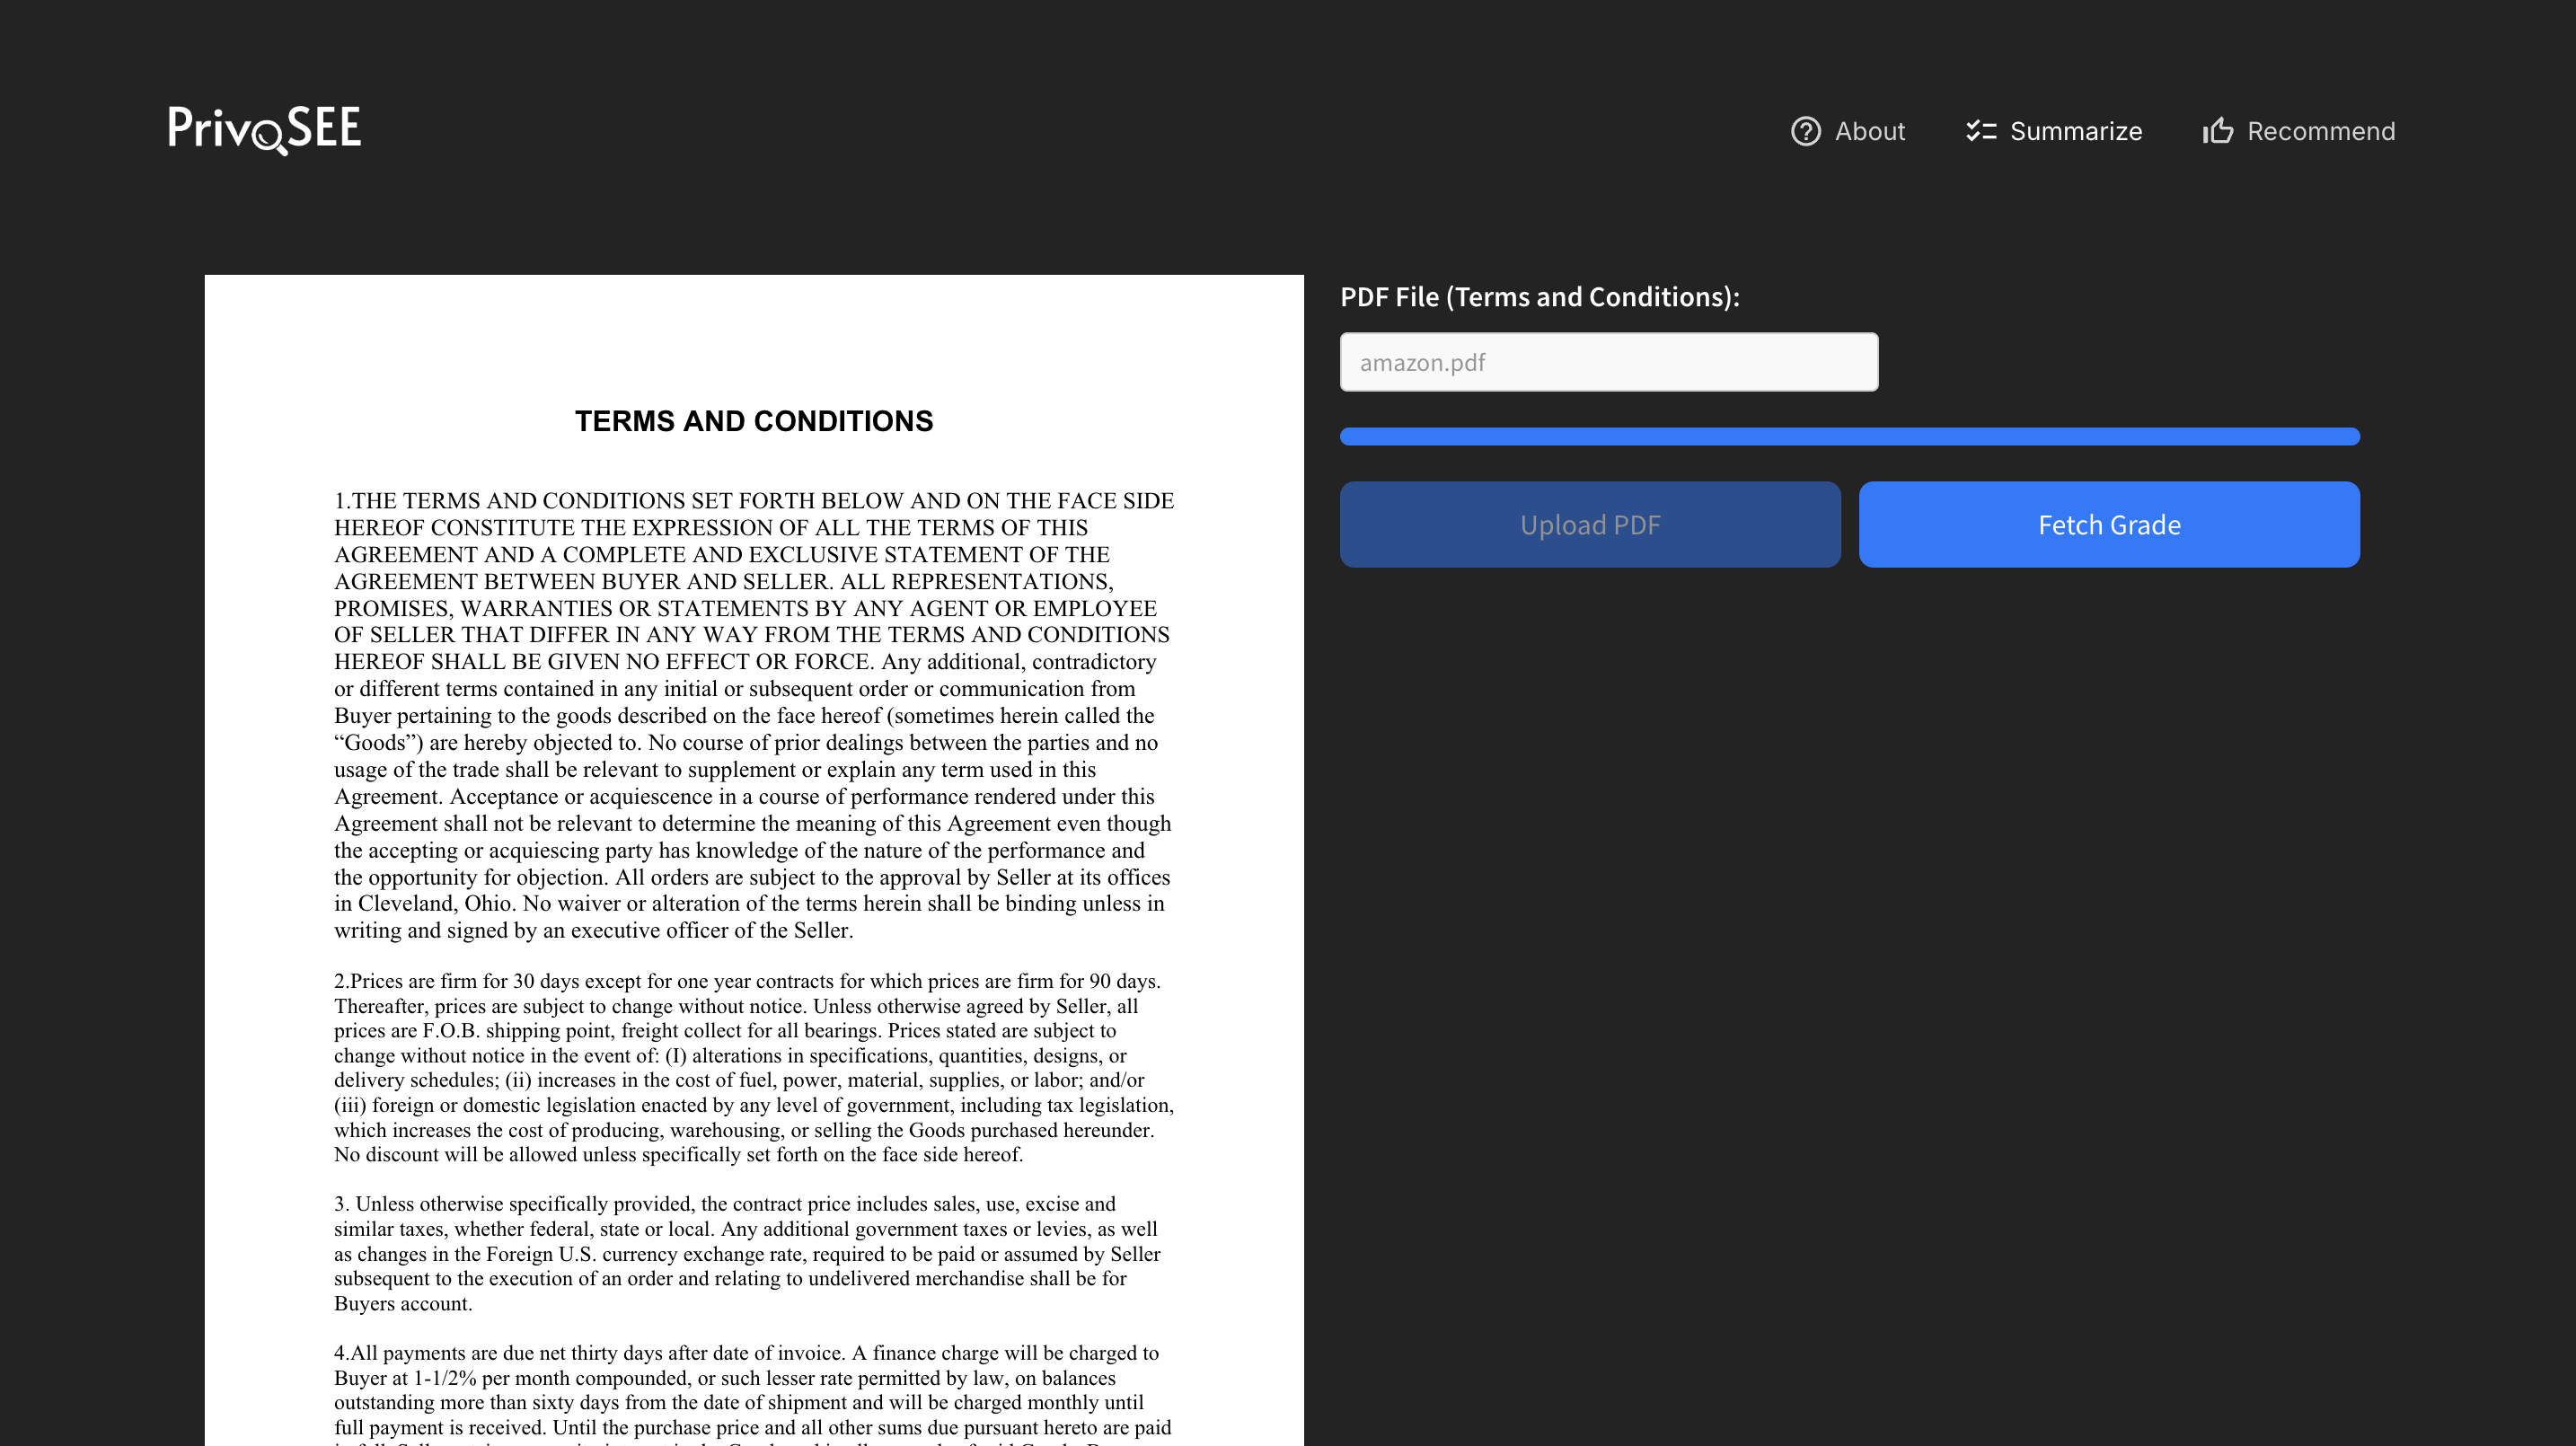 PrivoSEE
About
Summarize
Recommend
TERMS AND CONDITIONS
1.THE TERMS AND CONDITIONS SET FORTH BELOW AND ON THE FACE SIDE
HEREOF CONSTITUTE THE EXPRESSION OF ALL THE TERMS OF THIS
AGREEMENT AND A COMPLETE AND EXCLUSIVE STATEMENT OF THE
AGREEMENT BETWEEN BUYER AND SELLER. ALL REPRESENTATIONS,
PROMISES, WARRANTIES OR STATEMENTS BY ANY AGENT OR EMPLOYEE
OF SELLER THAT DIFFER IN ANY WAY FROM THE TERMS AND CONDITIONS
HEREOF SHALL BE GIVEN NO EFFECT OR FORCE. Any additional, contradictory
or different terms contained in any initial or subsequent order or communication from
Buyer pertaining to the goods described on the face hereof (sometimes herein called the
“Goods”) are hereby objected to. No course of prior dealings between the parties and no
usage of the trade shall be relevant to supplement or explain any term used in this
Agreement. Acceptance or acquiescence in a course of performance rendered under this
Agreement shall not be relevant to determine the meaning of this Agreement even though
the accepting or acquiescing party has knowledge of the nature of the performance and
the opportunity for objection. All orders are subject to the approval by Seller at its offices
in Cleveland, Ohio. No waiver or alteration of the terms herein shall be binding unless in
writing and signed by an executive officer of the Seller.
2.Prices are firm for 30 days except for one year contracts for which prices are firm for 90 days.
Thereafter, prices are subject to change without notice. Unless otherwise agreed by Seller, all
prices are F.O.B. shipping point, freight collect for all bearings. Prices stated are subject to
change without notice in the event of: (I) alterations in specifications, quantities, designs, or
delivery schedules; (ii) increases in the cost of fuel, power, material, supplies, or labor; and/or
(iii) foreign or domestic legislation enacted by any level of government, including tax legislation,
which increases the cost of producing, warehousing, or selling the Goods purchased hereunder.
No discount will be allowed unless specifically set forth on the face side hereof.
3. Unless otherwise specifically provided, the contract price includes sales, use, excise and
similar taxes, whether federal, state or local. Any additional government taxes or levies, as well
as changes in the Foreign U.S. currency exchange rate, required to be paid or assumed by Seller
subsequent to the execution of an order and relating to undelivered merchandise shall be for
Buyers account.
4.All payments are due net thirty days after date of invoice. A finance charge will be charged to
Buyer at 1-1/2% per month compounded, or such lesser rate permitted by law, on balances
outstanding more than sixty days from the date of shipment and will be charged monthly until
full payment is received. Until the purchase price and all other sums due pursuant hereto are paid
PDF File (Terms and Conditions):
amazon.pdf
Upload PDF
Fetch Grade